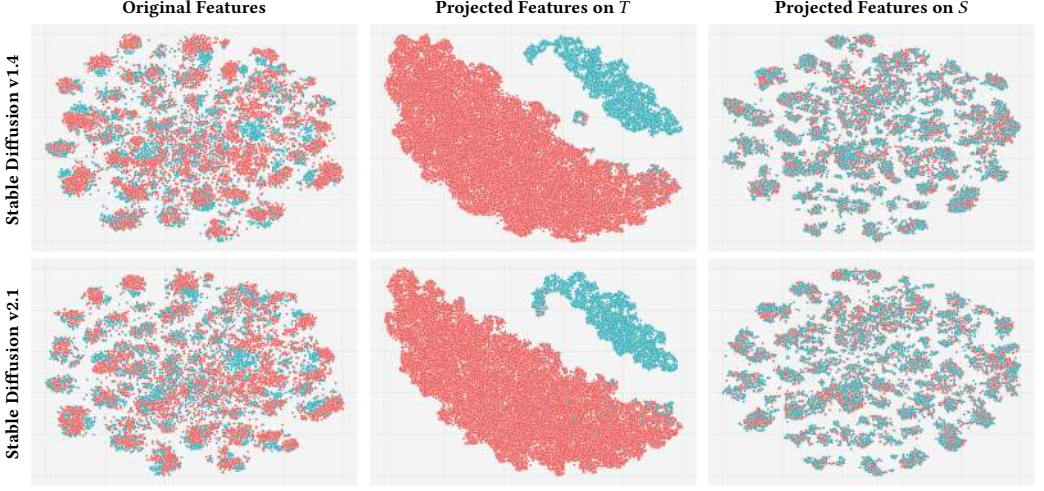 Original Features
Projected Features on T
Projected Features on S
Stable Diffusion v1.4
Stable Diffusion v2.1